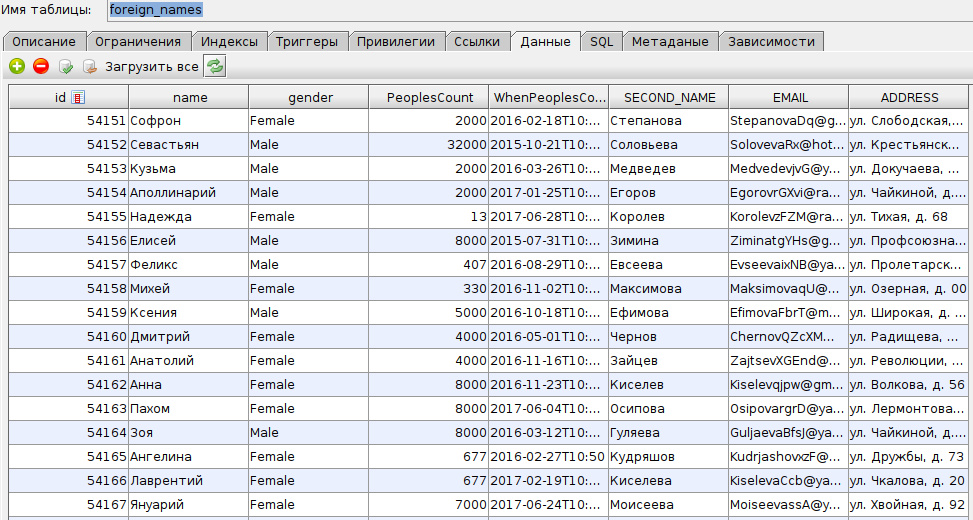 Имя таблицы: foreign_names
Описание Ограничения Индексы Триггеры Привилегии Ссылки Данные SQL Метаданые Зависимости
Загрузить все
id name gender PeoplesCount WhenPeoplesCo... SECOND_NAME EMAIL ADDRESS
54151 Софрон Female 2000 2016-02-18T10:... Степанова StepanovaDq@g... ул. Слободская,...
54152 Севастьян Male 32000 2015-10-21T10:... Соловьева SolovevaRx@hot... ул. Крестьянск...
54153 Кузьма Male 2000 2016-03-26T10:... Медведев MedvedevjvG@y... ул. Докучаева, ...
54154 Аполлинарий Male 2000 2017-01-25T10:... Егоров EgorovrGXvi@ra... ул. Чайкиной, д....
54155 Надежда Female 13 2017-06-28T10:... Королев KorolevzFZM@ra... ул. Тихая, д. 68
54156 Елисей Male 8000 2015-07-31T10:... Зимина ZiminatgYHs@g... ул. Профсоюзна...
54157 Феликс Male 407 2016-08-29T10:... Евсеева EvseevaixNB@ya... ул. Пролетарск...
54158 Михей Female 330 2016-11-02T10:... Максимова MaksimovaqU@... ул. Озерная, д. 00
54159 Ксения Male 5000 2016-10-18T10:... Ефимова EfimovaFbrT@m... ул. Широкая, д. ...
54160 Дмитрий Female 4000 2016-05-01T10:... Чернов ChernovQZcXM... ул. Радищева, ...
54161 Анатолий Female 4000 2016-11-16T10:... Зайцев ZajtsevXGEnd@... ул. Революции, ...
54162 Анна Female 8000 2016-11-23T10:... Киселев Kiselevqjpw@gm... ул. Волкова, д. 56
54163 Пахом Female 8000 2017-06-04T10:... Осипова OsipovargrD@ya... ул. Лермонтова...
54164 Зоя Male 8000 2016-03-12T10:... Гуляева GuljaevaBfsJ@ya... ул. Чайкиной, д....
54165 Ангелина Female 677 2016-02-27T10:50 Кудряшов KudrjashovxzF@... ул. Дружбы, д. 73
54166 Лаврентий Female 677 2017-02-19T10:... Киселева KiselevaCcb@ya... ул. Чкалова, д. 20
54167 Януарий Female 7000 2017-06-24T10:... Моисеева MoiseevassA@y... ул. Хвойная, д. 92